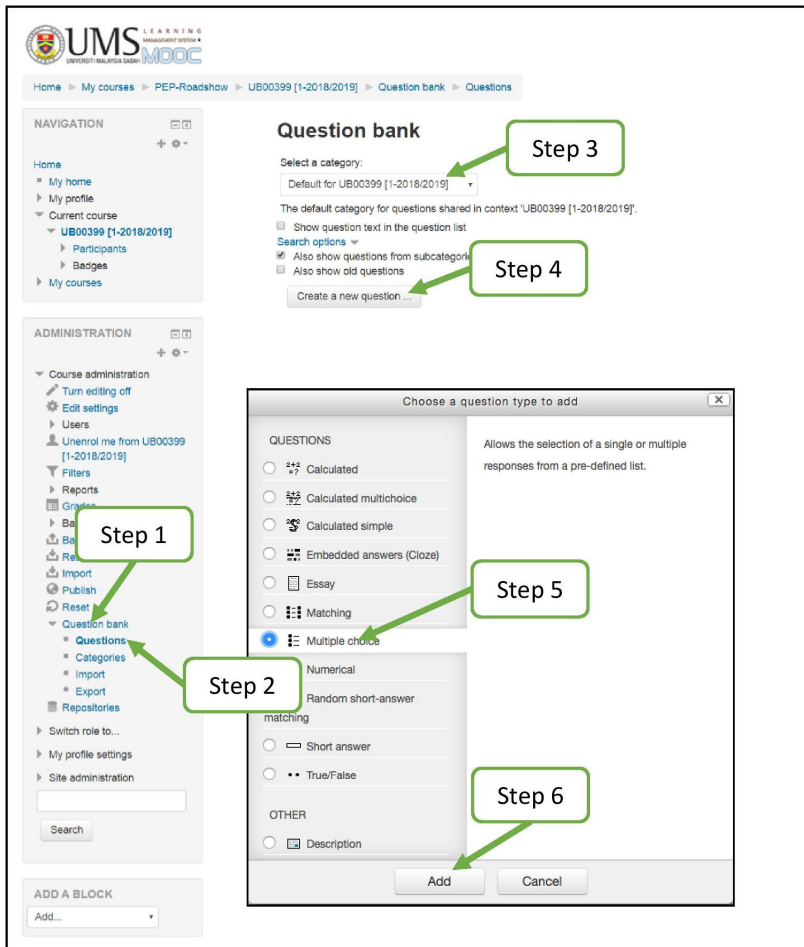 UMS LEARNING
MANAGEMENT SYSTEM
UNIVERSITI MALAYSIA SABAH MOOC
Home My courses PEP-Roadshow UB00399 [1-2018/2019] Question bank Questions
NAVIGATION
Home
My home
My profile
Current course
UB00399 [1-2018/2019]
Participants
Badges
My courses
ADMINISTRATION
Course administration
Turn editing off
Edit settings
Users
Unenrol me from UB00399
[1-2018/2019]
Filters
Reports
Import
Publish
Reset
Question bank
Questions
Categories
Import
Export
Repositories
Switch role to...
My profile settings
Site administration
Search
ADD A BLOCK
Add...
Step 1
Step 2
Question bank
Step 3
Select a category:
Default for UB00399 [1-2018/2019]
The default category for questions shared in context 'UB00399 [1-2018/2019]'.
Show question text in the question list
Search options
Also show questions from
Also show old questions
Step 4
Create a new question ...
Choose a question type to add
QUESTIONS
Calculated
Calculated multichoice
Calculated simple
Embedded answers (Cloze)
Essay
Matching
Multiple choice
Numerical
Random short-answer
matching
Short answer
True/False
OTHER
Description
Allows the selection of a single or multiple
responses from a pre-defined list.
Step 5
Step 6
Add Cancel